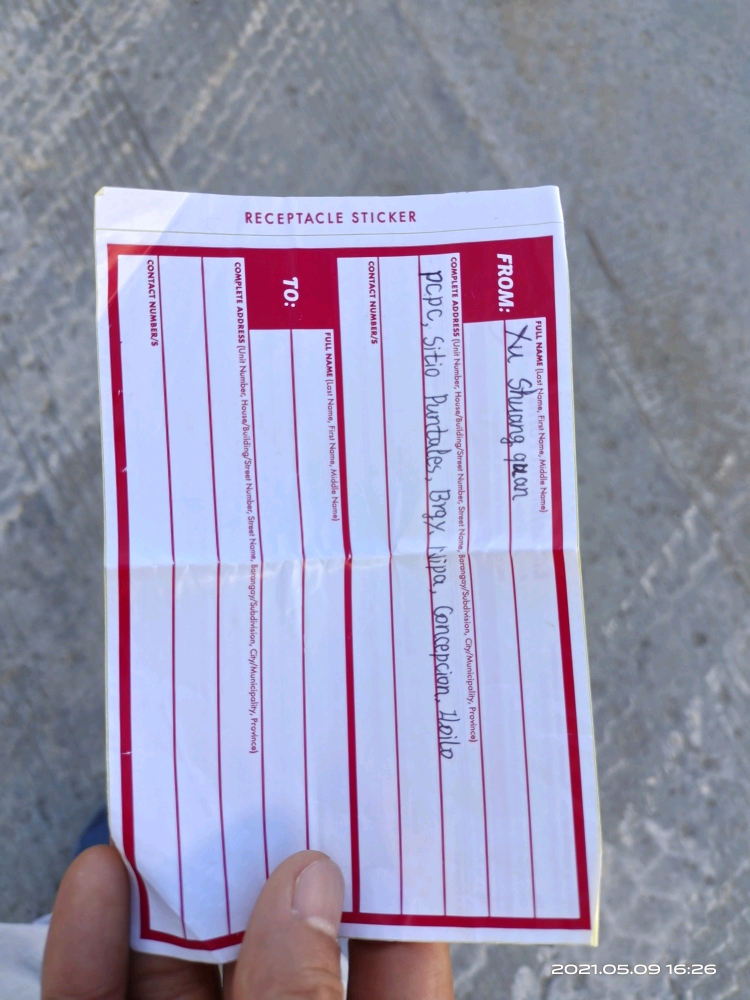 RECEPTACLE STICKER
FROM:
FULL NAME (Last Name, First Name, Middle Name)
Xu Shuang quan
COMPLETE ADDRESS (Unit Number, House/Building/Street Number, Street Name, Barangay/Subdivision, City/Municipality, Province)
PCPC, Sitio Puntales, Brgy. Nipa, Concepcion, Iloilo
CONTACT NUMBER/S
TO:
FULL NAME (Last Name, First Name, Middle Name)
COMPLETE ADDRESS (Unit Number, House/Building/Street Number, Street Name, Barangay/Subdivision, City/Municipality, Province)
CONTACT NUMBER/S
2021.05.09 16:26